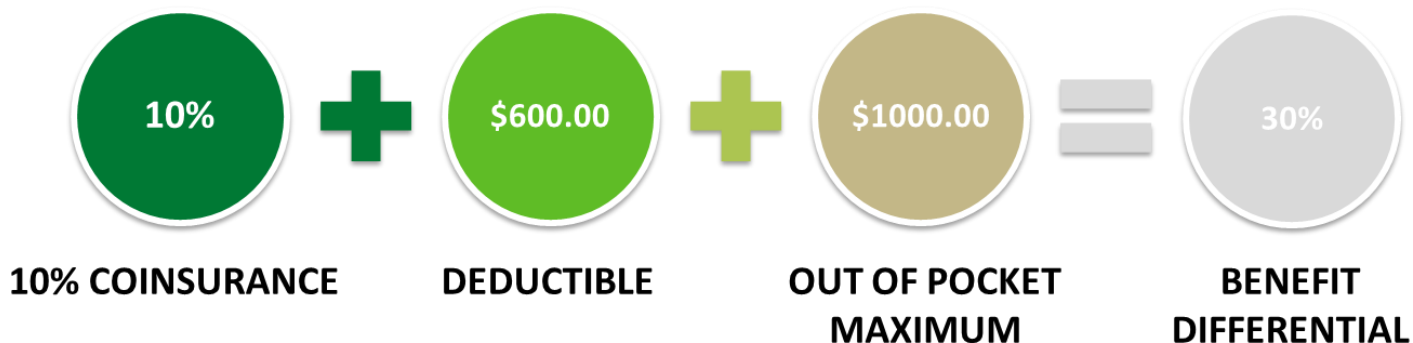 10%
$600.00
$1000.00
30%
10% COINSURANCE
DEDUCTIBLE
OUT OF POCKET
MAXIMUM
BENEFIT
DIFFERENTIAL